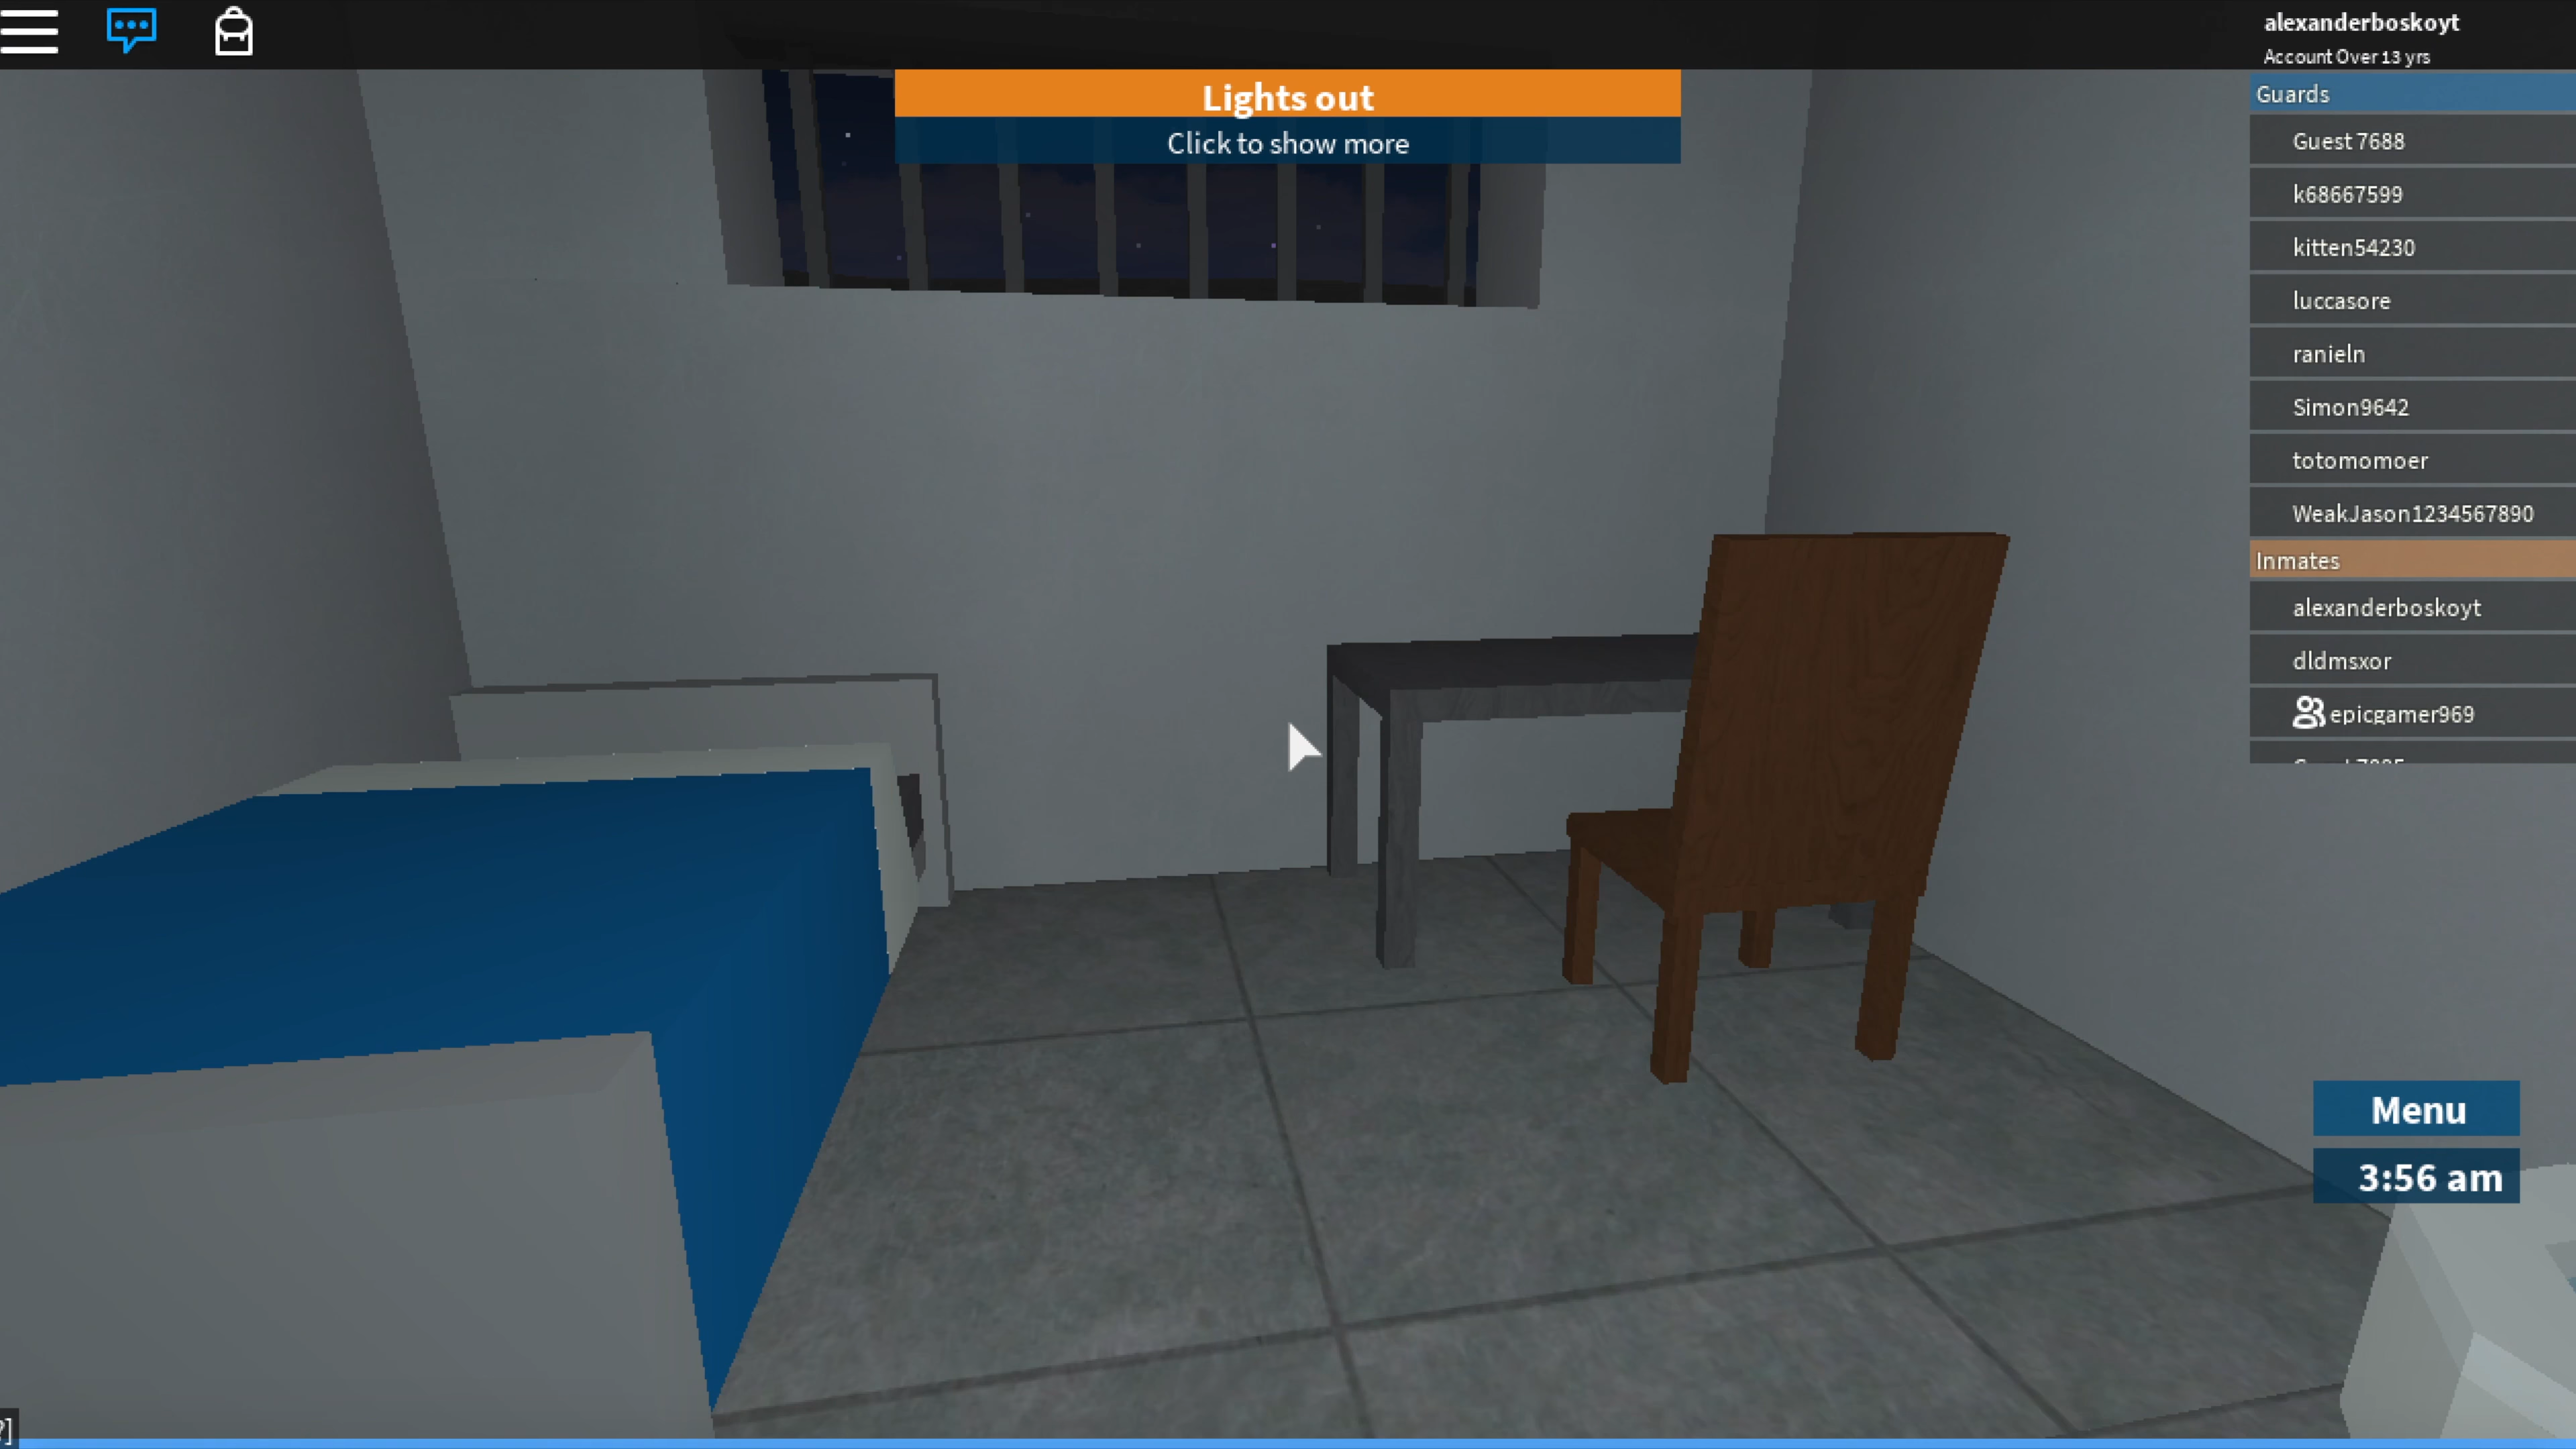 alexanderboskoyt
Account Over 13 yrs
Lights out
Click to show more
Guards
Guest 7688
k68667599
kitten54230
luccasore
ranieln
Simon9642
totomomoer
WeakJason1234567890
Inmates
alexanderboskoyt
dldmsxor
epicgamer969
Menu
3:56 am
?]